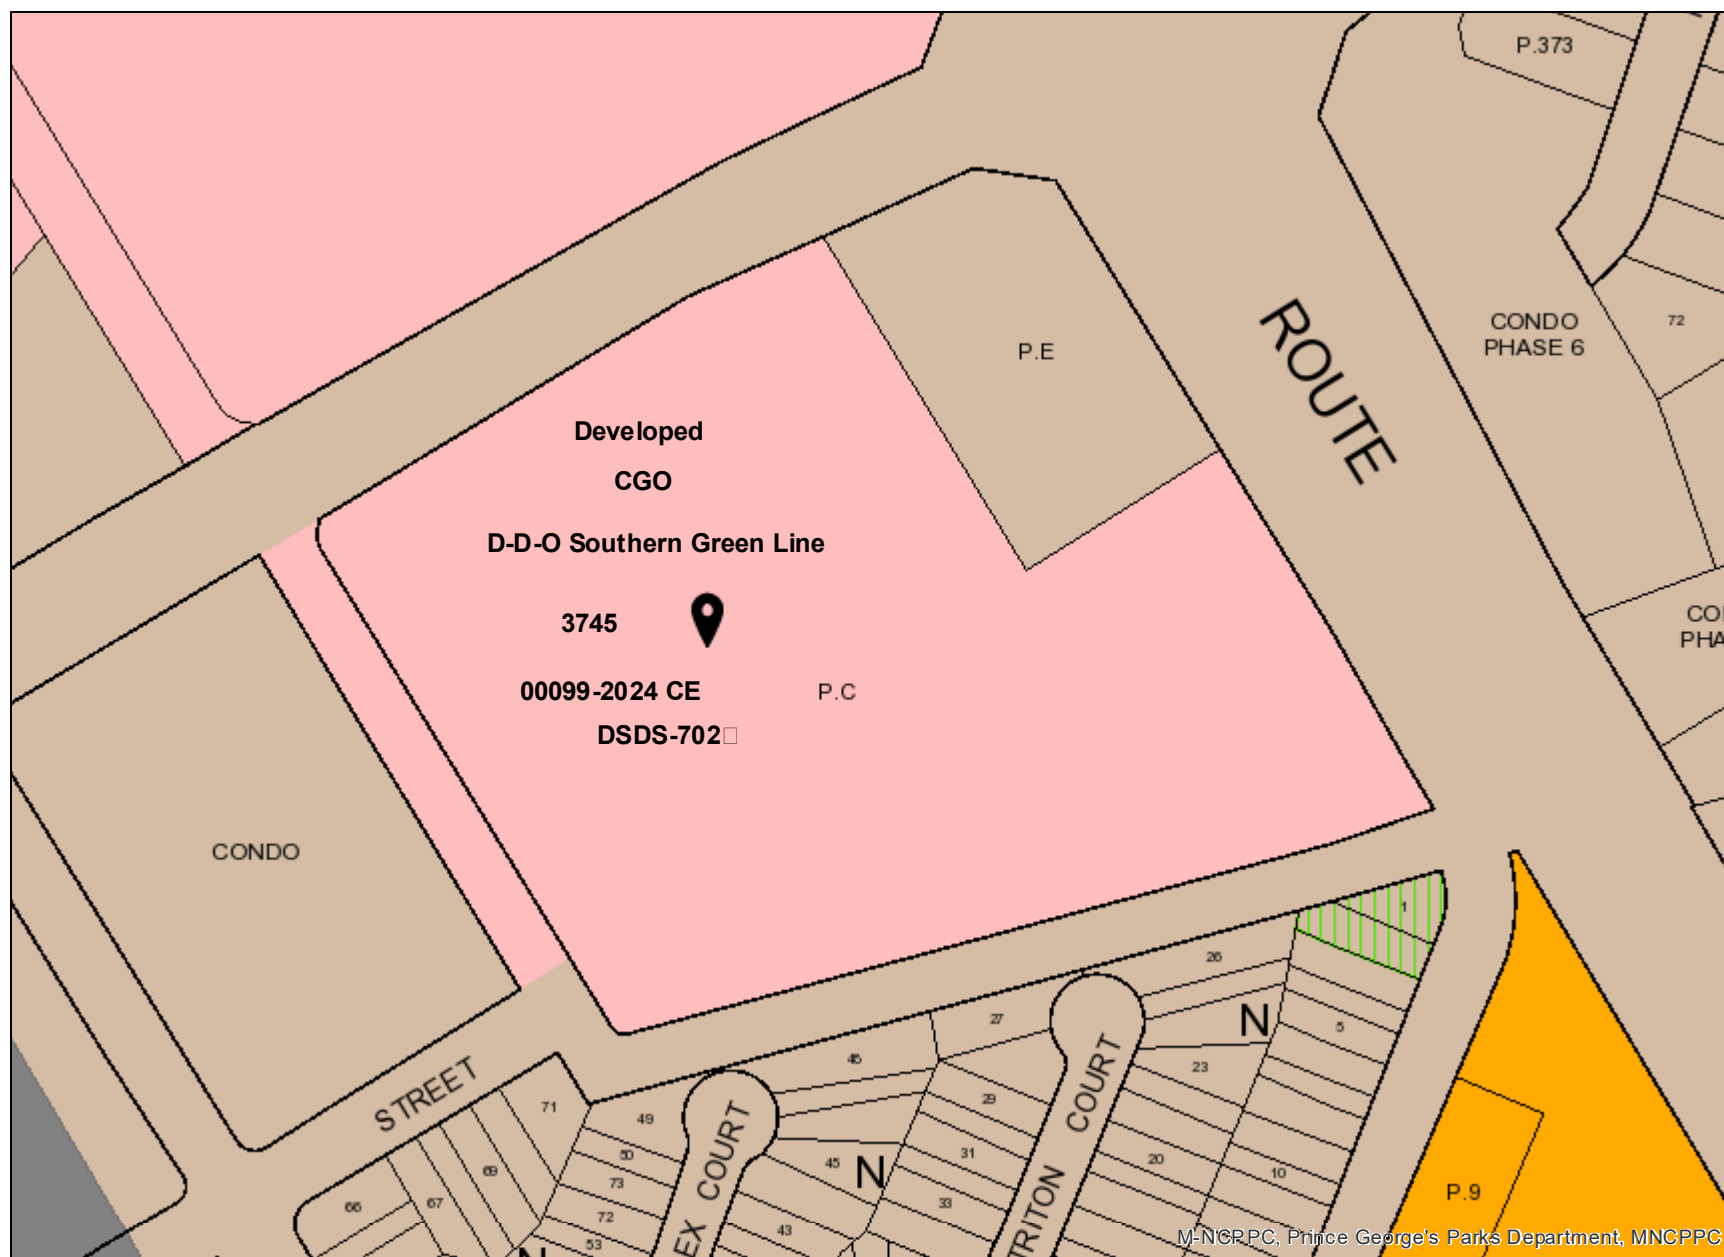 P.373
ROUTE
CONDO
PHASE 6
72
P.E
Developed
CGO
D-D-O Southern Green Line
3745
00099-2024 CE
P.C
DSDS-702
CONDO
1
26
27
N
5
45
23
STREET
71
49
29
COURT
50
73
72
53
69
67
66
COURT
45
N
31
33
43
20
10
TRITON
P.9
M-NCPPC, Prince George's Parks Department, MNCPPC